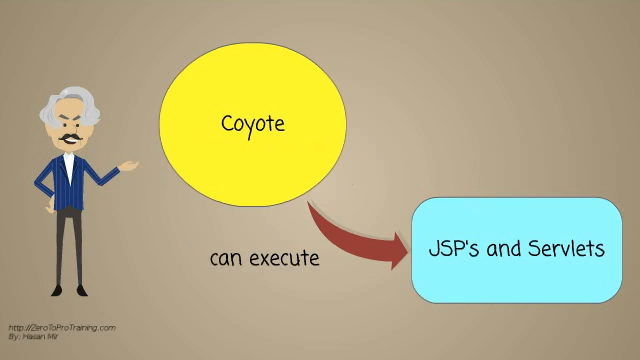 Coyote
can execute
JSP's and Servlets
http://ZeroToProTraining.com
By: Hasan Mir